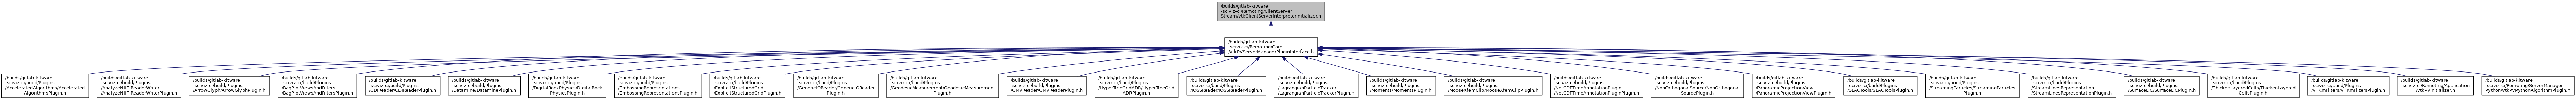 /builds/gitlab-kitware
-sciviz-ci/Remoting/ClientServer
Stream/vtkClientServerInterpreterInitializer.h
/builds/gitlab-kitware
-sciviz-ci/Remoting/Core
/vtkPVServerManagerPluginInterface.h
/builds/gitlab-kitware
-sciviz-ci/build/Plugins
/AcceleratedAlgorithms/Accelerated
AlgorithmsPlugin.h
/builds/gitlab-kitware
-sciviz-ci/build/Plugins
/AnalyzeNIfTIReaderWriter
/AnalyzeNIfTIReaderWriterPlugin.h
/builds/gitlab-kitware
-sciviz-ci/build/Plugins
/ArrowGlyph/ArrowGlyphPlugin.h
/builds/gitlab-kitware
-sciviz-ci/build/Plugins
/BagPlotViewsAndFilters
/BagPlotViewsAndFiltersPlugin.h
/builds/gitlab-kitware
-sciviz-ci/build/Plugins
/CDIReader/CDIReaderPlugin.h
/builds/gitlab-kitware
-sciviz-ci/build/Plugins
/Datamine/DataminePlugin.h
/builds/gitlab-kitware
-sciviz-ci/build/Plugins
/DigitalRockPhysics/DigitalRock
PhysicsPlugin.h
/builds/gitlab-kitware
-sciviz-ci/build/Plugins
/EmbossingRepresentations
/EmbossingRepresentationsPlugin.h
/builds/gitlab-kitware
-sciviz-ci/build/Plugins
/ExplicitStructuredGrid
/ExplicitStructuredGridPlugin.h
/builds/gitlab-kitware
-sciviz-ci/build/Plugins
/GenericIOReader/GenericIOReader
Plugin.h
/builds/gitlab-kitware
-sciviz-ci/build/Plugins
/GeodesicMeasurement/GeodesicMeasurement
Plugin.h
/builds/gitlab-kitware
-sciviz-ci/build/Plugins
/GMVReader/GMVReaderPlugin.h
/builds/gitlab-kitware
-sciviz-ci/build/Plugins
/HyperTreeGridADR/HyperTreeGrid
ADRPlugin.h
/builds/gitlab-kitware
-sciviz-ci/build/Plugins
/IOSSReader/IOSSReaderPlugin.h
/builds/gitlab-kitware
-sciviz-ci/build/Plugins
/LagrangianParticleTracker
/LagrangianParticleTrackerPlugin.h
/builds/gitlab-kitware
-sciviz-ci/build/Plugins
/Moments/MomentsPlugin.h
/builds/gitlab-kitware
-sciviz-ci/build/Plugins
/MooseXfemClip/MooseXfemClipPlugin.h
/builds/gitlab-kitware
-sciviz-ci/build/Plugins
/NetCDFTimeAnnotationPlugin
/NetCDFTimeAnnotationPluginPlugin.h
/builds/gitlab-kitware
-sciviz-ci/build/Plugins
/NonOrthogonalSource/NonOrthogonal
SourcePlugin.h
/builds/gitlab-kitware
-sciviz-ci/build/Plugins
/PanoramicProjectionView
/PanoramicProjectionViewPlugin.h
/builds/gitlab-kitware
-sciviz-ci/build/Plugins
/SLACTools/SLACToolsPlugin.h
/builds/gitlab-kitware
-sciviz-ci/build/Plugins
/StreamingParticles/StreamingParticles
Plugin.h
/builds/gitlab-kitware
-sciviz-ci/build/Plugins
/StreamLinesRepresentation
/StreamLinesRepresentationPlugin.h
/builds/gitlab-kitware
-sciviz-ci/build/Plugins
/SurfaceLIC/SurfaceLICPlugin.h
/builds/gitlab-kitware
-sciviz-ci/build/Plugins
/ThickenLayeredCells/ThickenLayered
CellsPlugin.h
/builds/gitlab-kitware
-sciviz-ci/build/Plugins
/VTKmFilters/VTKmFiltersPlugin.h
/builds/gitlab-kitware
-sciviz-ci/Remoting/Application
/vtkPVInitializer.h
/builds/gitlab-kitware
-sciviz-ci/Remoting/ServerManager
Python/vtkPVPythonAlgorithmPlugin.h